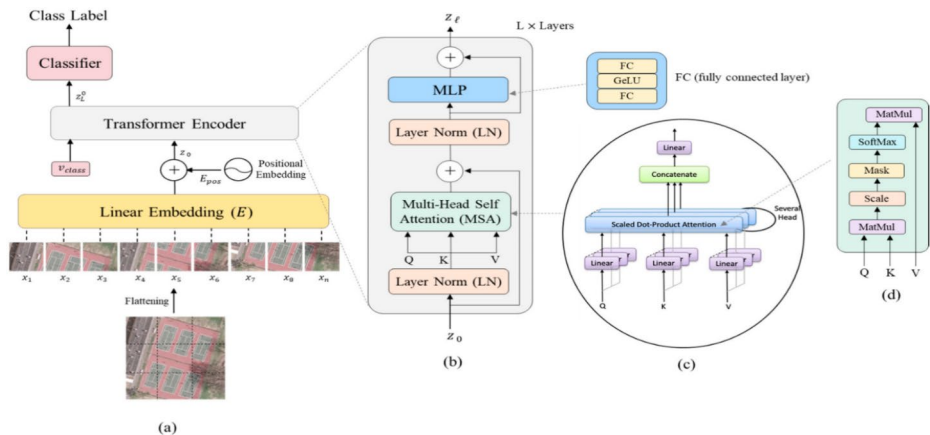 Class Label
Classifier
z_L^0
Transformer Encoder
v_class
z_0
+
E_pos
Positional
Embedding
Linear Embedding (E)
x_1 x_2 x_3 x_4 x_5 x_6 x_7 x_8 x_n
Flattening
(a)
z_ℓ
L × Layers
+
MLP
Layer Norm (LN)
+
Multi-Head Self
Attention (MSA)
Q K V
Layer Norm (LN)
z_0
(b)
FC
GeLU
FC
FC (fully connected layer)
Linear
Concatenate
Several
Head
Scaled Dot-Product Attention
Linear Linear Linear
Q K V
(c)
MatMul
SoftMax
Mask
Scale
MatMul
Q K V
(d)